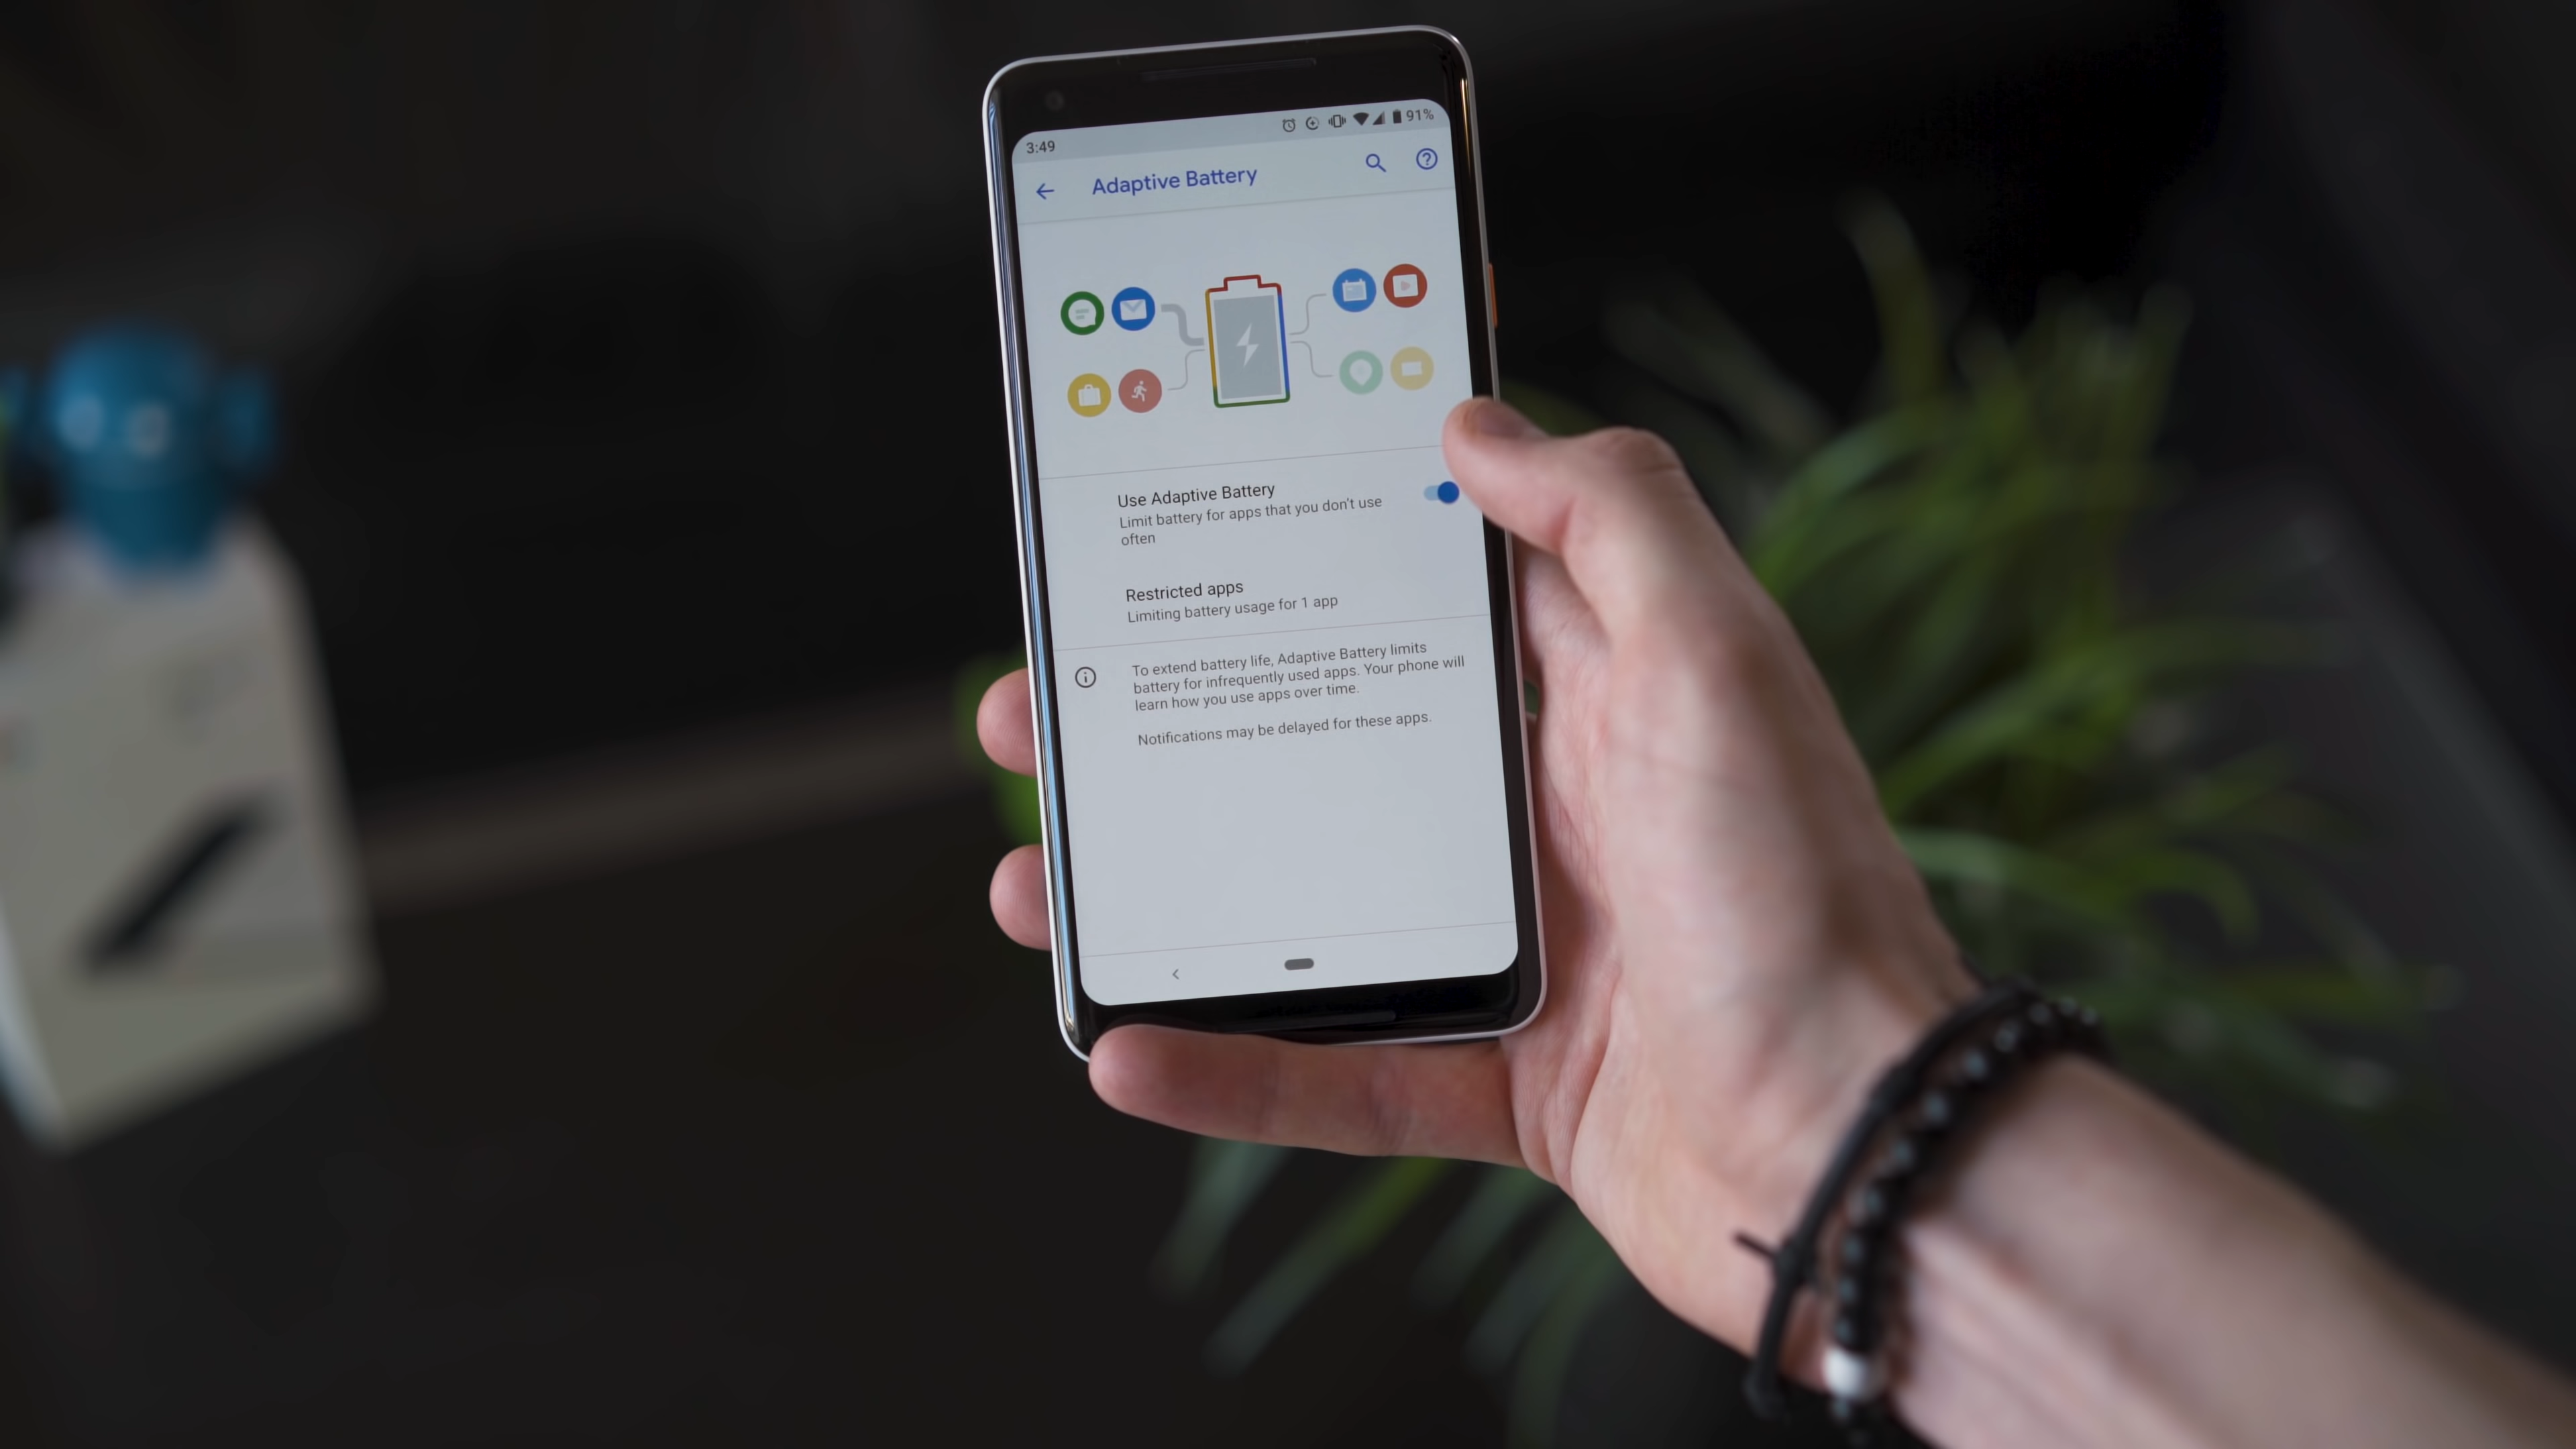 3:49
91%
Adaptive Battery
Use Adaptive Battery
Limit battery for apps that you don't use
often
Restricted apps
Limiting battery usage for 1 app
To extend battery life, Adaptive Battery limits
battery for infrequently used apps. Your phone will
learn how you use apps over time.
Notifications may be delayed for these apps.